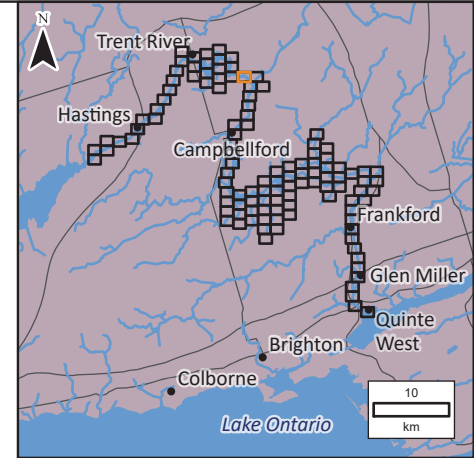 N
Trent River
Hastings
Campbellford
Frankford
Glen Miller
Quinte
West
Brighton
Colborne
Lake Ontario
10
km